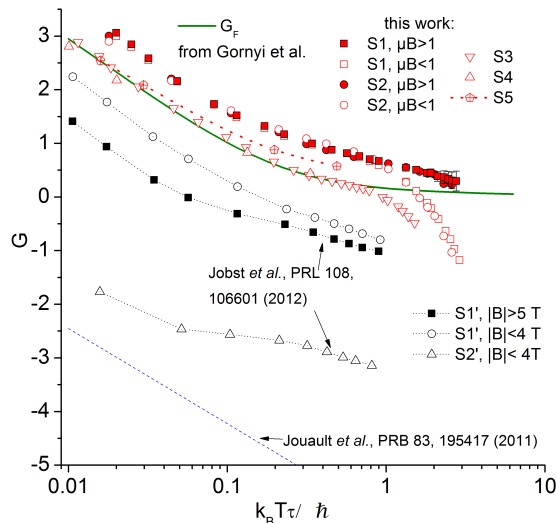 this work:
G_F
from Gornyi et al.
S1, μB>1
S1, μB<1
S2, μB>1
S2, μB<1
S3
S4
S5
3
2
1
0
-1
-2
-3
-4
-5
G
Jobst et al., PRL 108,
106601 (2012)
S1', |B|>5 T
S1', |B|<4T
S2', |B|< 4T
Jouault et al., PRB 83, 195417 (2011)
0.01
0.1
1
10
k_BTτ/ ħ